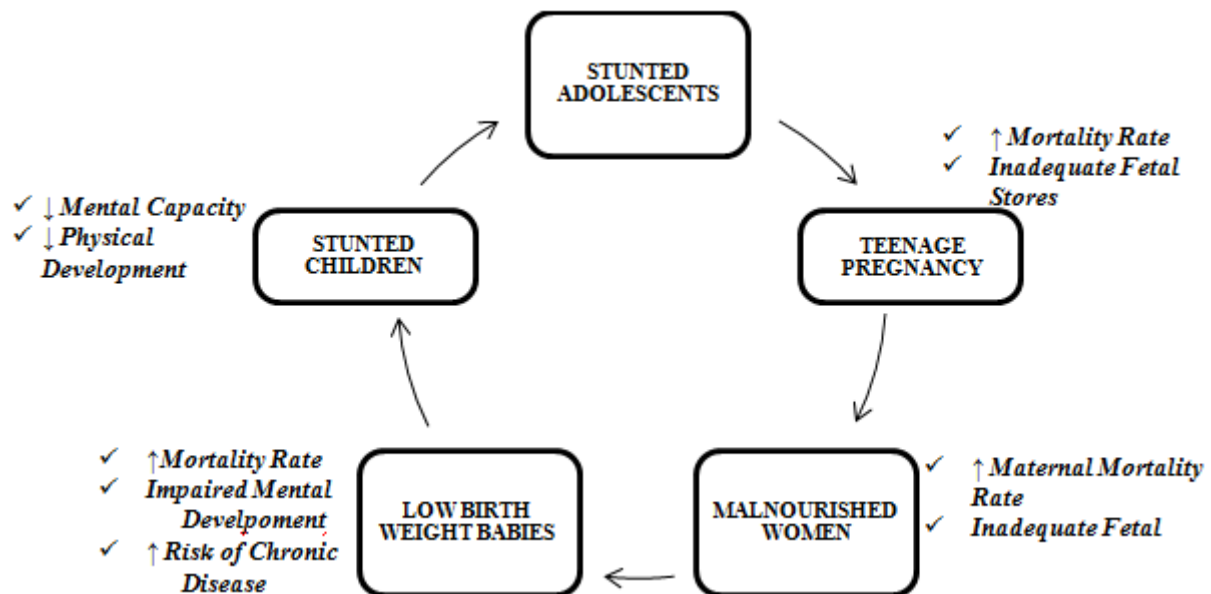 STUNTED
ADOLESCENTS
✓ ↑ Mortality Rate
✓ Inadequate Fetal
Stores
TEENAGE
PREGNANCY
✓ ↑ Maternal Mortality
Rate
✓ Inadequate Fetal
MALNOURISHED
WOMEN
LOW BIRTH
WEIGHT BABIES
✓ ↑Mortality Rate
✓ Impaired Mental
Develpoment
✓ ↑ Risk of Chronic
Disease
STUNTED
CHILDREN
✓ ↓ Mental Capacity
✓ ↓ Physical
Development